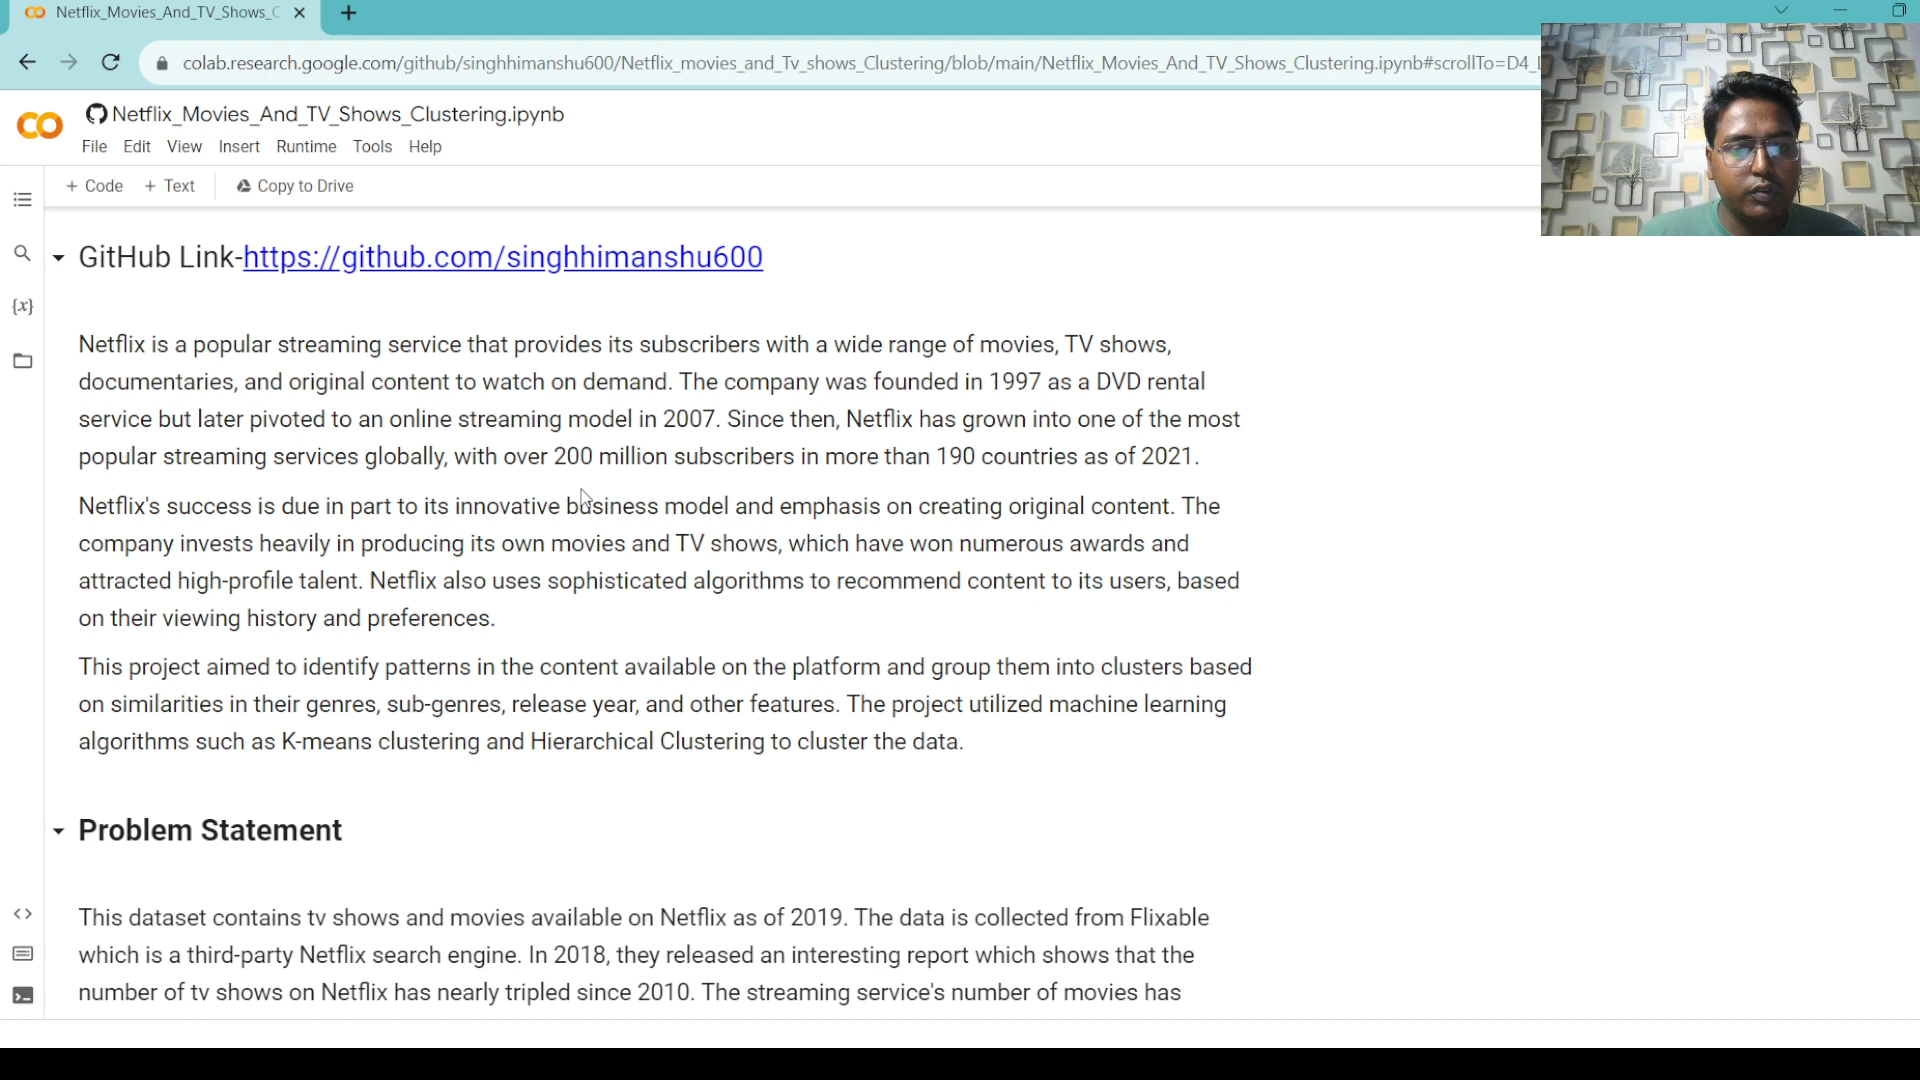 Netflix_Movies_And_TV_Shows_C
colab.research.google.com/github/singhhimanshu600/Netflix_movies_and_Tv_shows_Clustering/blob/main/Netflix_Movies_And_TV_Shows_Clustering.ipynb#scrollTo=D4_
Netflix_Movies_And_TV_Shows_Clustering.ipynb
File Edit View Insert Runtime Tools Help
+ Code + Text Copy to Drive
GitHub Link-https://github.com/singhhimanshu600
{x}
Netflix is a popular streaming service that provides its subscribers with a wide range of movies, TV shows,
documentaries, and original content to watch on demand. The company was founded in 1997 as a DVD rental
service but later pivoted to an online streaming model in 2007. Since then, Netflix has grown into one of the most
popular streaming services globally, with over 200 million subscribers in more than 190 countries as of 2021.
Netflix's success is due in part to its innovative business model and emphasis on creating original content. The
company invests heavily in producing its own movies and TV shows, which have won numerous awards and
attracted high-profile talent. Netflix also uses sophisticated algorithms to recommend content to its users, based
on their viewing history and preferences.
This project aimed to identify patterns in the content available on the platform and group them into clusters based
on similarities in their genres, sub-genres, release year, and other features. The project utilized machine learning
algorithms such as K-means clustering and Hierarchical Clustering to cluster the data.
Problem Statement
This dataset contains tv shows and movies available on Netflix as of 2019. The data is collected from Flixable
which is a third-party Netflix search engine. In 2018, they released an interesting report which shows that the
number of tv shows on Netflix has nearly tripled since 2010. The streaming service's number of movies has